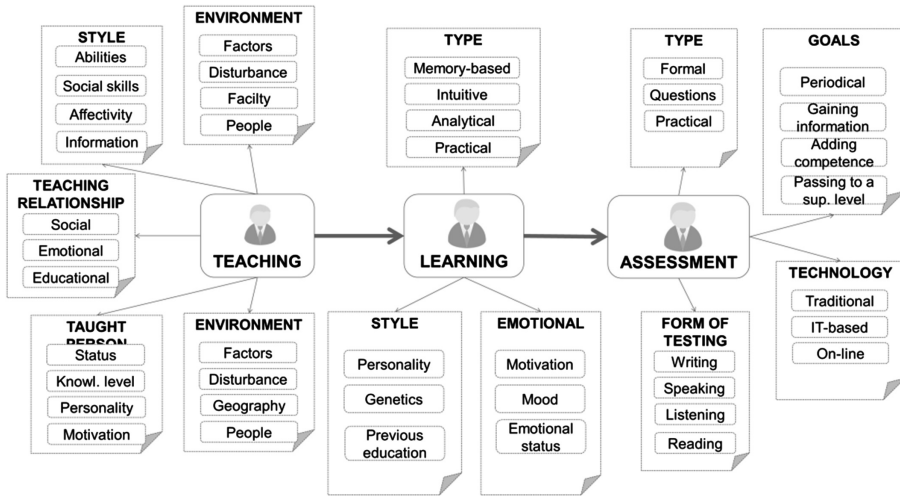 STYLE
Abilities
Social skills
Affectivity
Information
ENVIRONMENT
Factors
Disturbance
Facilty
People
TYPE
Memory-based
Intuitive
Analytical
Practical
TYPE
Formal
Questions
Practical
GOALS
Periodical
Gaining
information
Adding
competence
Passing to a
sup. level
TEACHING
RELATIONSHIP
Social
Emotional
Educational
TEACHING
LEARNING
ASSESSMENT
TAUGHT
PERSON
Status
Knowl. level
Personality
Motivation
ENVIRONMENT
Factors
Disturbance
Geography
People
STYLE
Personality
Genetics
Previous
education
EMOTIONAL
Motivation
Mood
Emotional
status
FORM OF
TESTING
Writing
Speaking
Listening
Reading
TECHNOLOGY
Traditional
IT-based
On-line